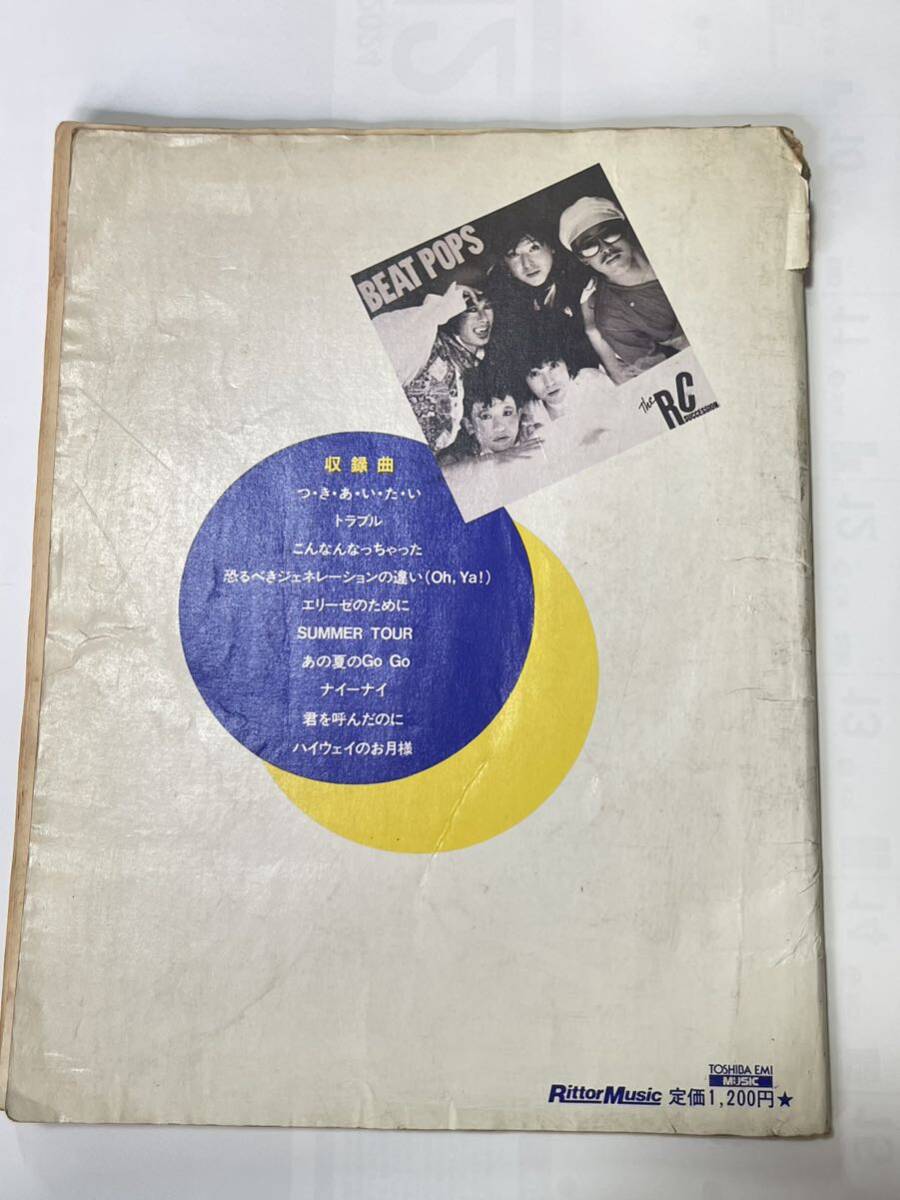 BEAT POPS
The RC SUCCESSION
収録曲
つ・き・あ・い・た・い
トラブル
こんなんなっちゃった
恐るべきジェネレーションの違い(Oh, Ya!)
エリーゼのために
SUMMER TOUR
あの夏のGo Go
ナイーナイ
君を呼んだのに
ハイウェイのお月様
TOSHIBA EMI
MUSIC
RittorMusic 定価1,200円★